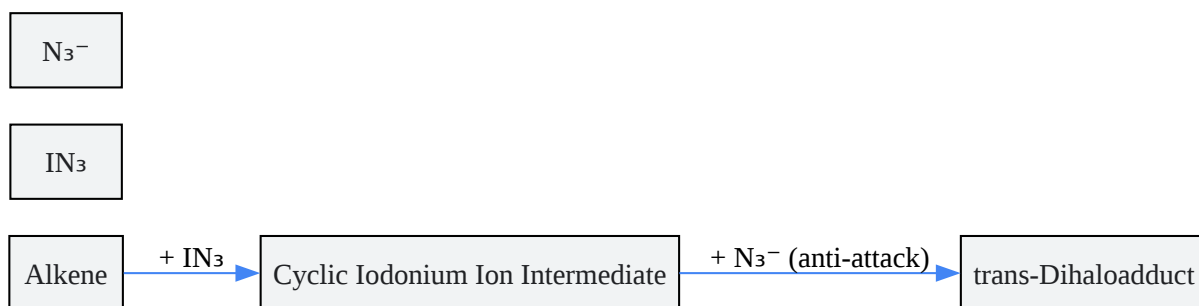 N₃⁻
IN₃
Alkene
+ IN₃
Cyclic Iodonium Ion Intermediate
+ N₃⁻ (anti-attack)
trans-Dihaloadduct